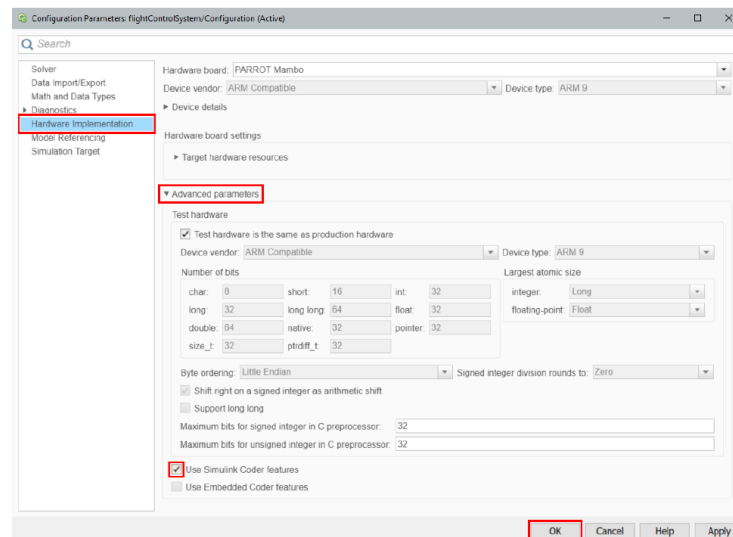 Configuration Parameters: flightControlSystem/Configuration (Active)
Search
Solver
Data Import/Export
Math and Data Types
Diagnostics
Hardware Implementation
Model Referencing
Simulation Target
Hardware board: PARROT Mambo
Device vendor: ARM Compatible Device type: ARM 9
Device details
Hardware board settings
Target hardware resources
Advanced parameters
Test hardware
Test hardware is the same as production hardware
Device vendor: ARM Compatible Device type: ARM 9
Number of bits Largest atomic size
char: 8 short: 16 int: 32 integer: Long
long: 32 long long: 64 float: 32 floating-point: Float
double: 64 native: 32 pointer: 32
size_t: 32 ptrdiff_t: 32
Byte ordering: Little Endian Signed integer division rounds to: Zero
Shift right on a signed integer as arithmetic shift
Support long long
Maximum bits for signed integer in C preprocessor: 32
Maximum bits for unsigned integer in C preprocessor: 32
Use Simulink Coder features
Use Embedded Coder features
OK Cancel Help Apply